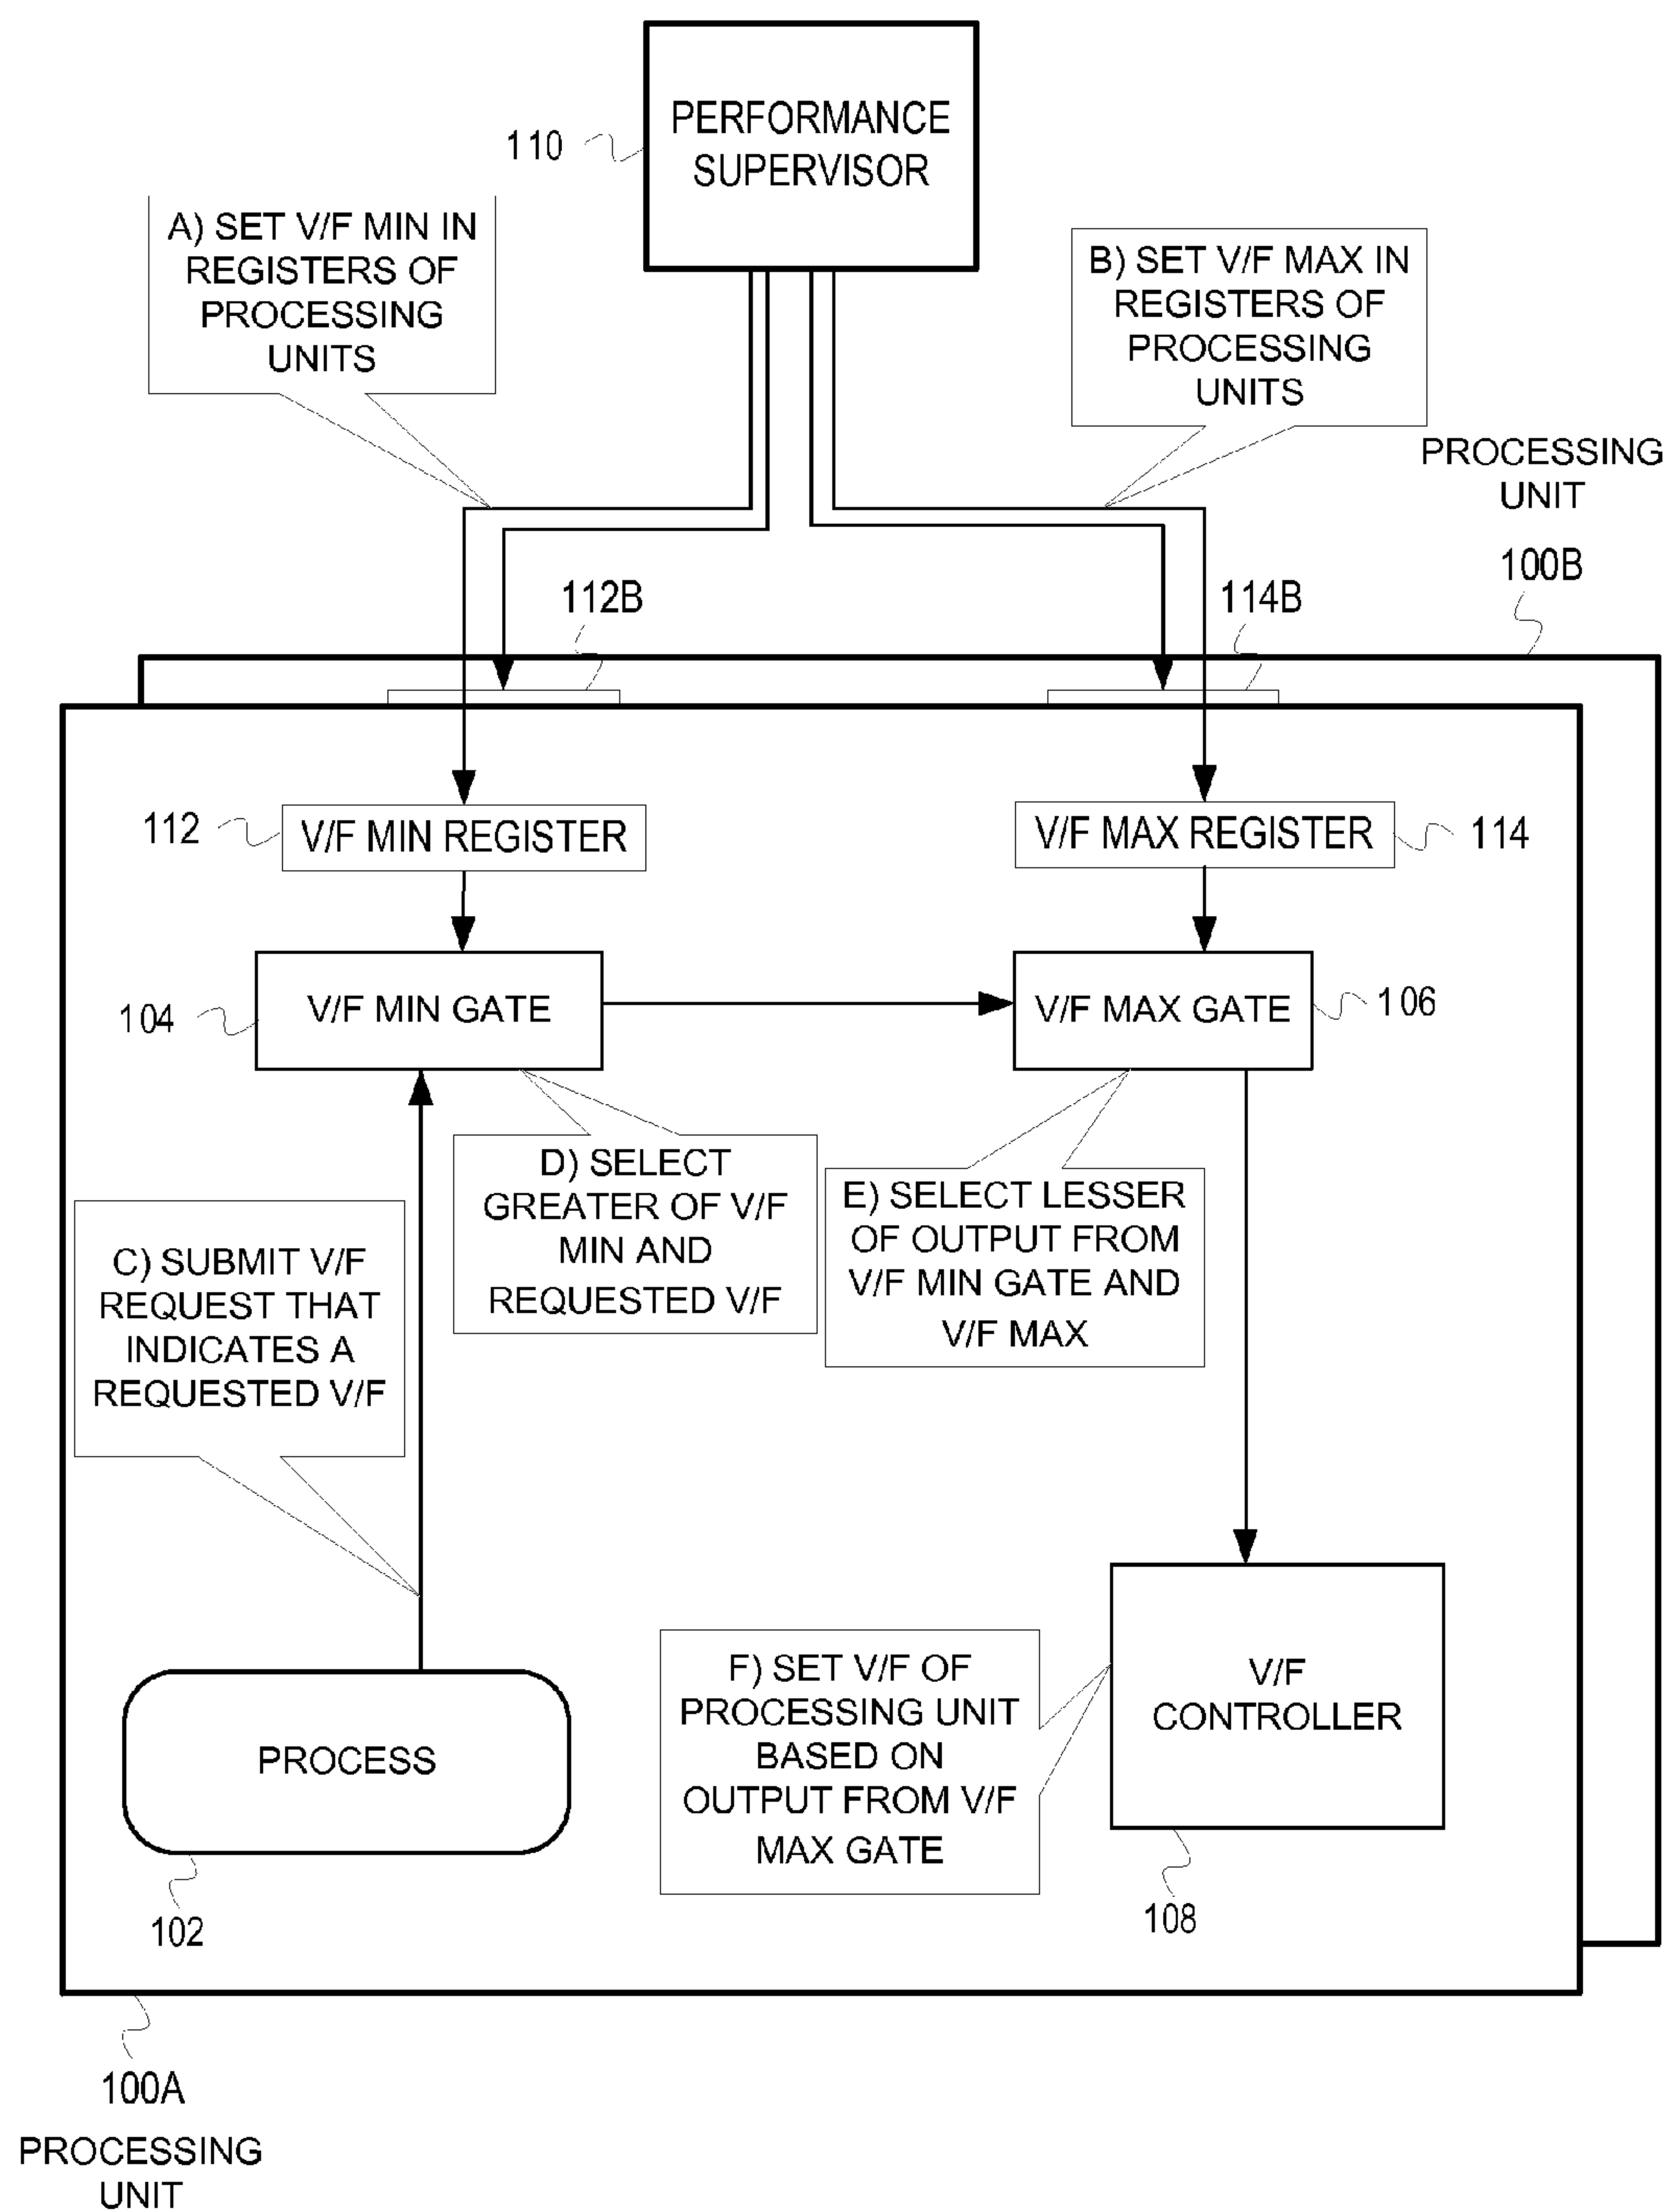 PERFORMANCE
SUPERVISOR
110
A) SET V/F MIN IN
REGISTERS OF
PROCESSING
UNITS
B) SET V/F MAX IN
REGISTERS OF
PROCESSING
UNITS
PROCESSING
UNIT
100B
112B
114B
112
V/F MIN REGISTER
V/F MAX REGISTER
114
104
V/F MIN GATE
V/F MAX GATE
106
D) SELECT
GREATER OF V/F
MIN AND
REQUESTED V/F
E) SELECT LESSER
OF OUTPUT FROM
V/F MIN GATE AND
V/F MAX
C) SUBMIT V/F
REQUEST THAT
INDICATES A
REQUESTED V/F
F) SET V/F OF
PROCESSING UNIT
BASED ON
OUTPUT FROM V/F
MAX GATE
V/F
CONTROLLER
PROCESS
102
108
100A
PROCESSING
UNIT